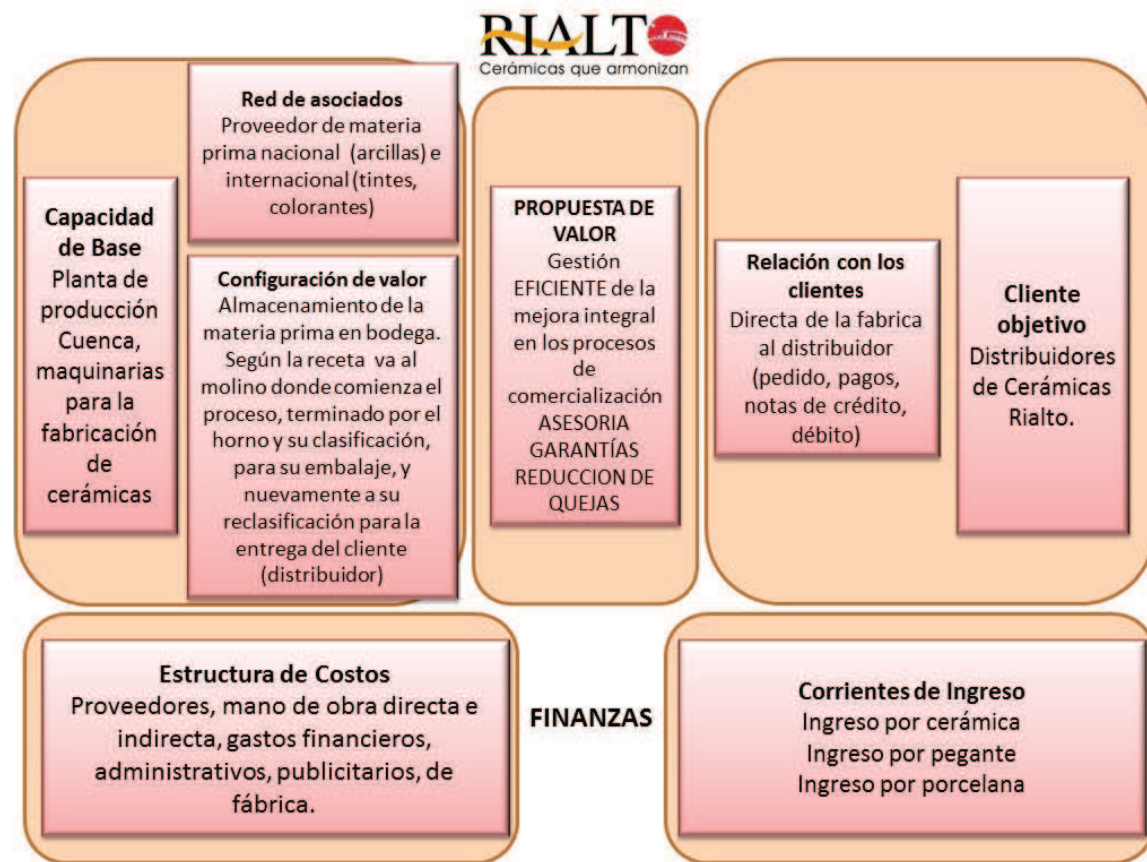 RIALTO
Cerámicas que armonizan
Red de asociados
Proveedor de materia
prima nacional (arcillas) e
internacional (tintes,
colorantes)
Capacidad
de Base
Planta de
producción
Cuenca,
maquinarias
para la
fabricación
de
cerámicas
Configuración de valor
Almacenamiento de la
materia prima en bodega.
Según la receta va al
molino donde comienza el
proceso, terminado por el
horno y su clasificación,
para su embalaje, y
nuevamente a su
reclasificación para la
entrega del cliente
(distribuidor)
PROPUESTA DE
VALOR
Gestión
EFICIENTE de la
mejora integral
en los procesos
de
comercialización
ASESORIA
GARANTÍAS
REDUCCION DE
QUEJAS
Relación con los
clientes
Directa de la fabrica
al distribuidor
(pedido, pagos,
notas de crédito,
débito)
Cliente
objetivo
Distribuidores
de Cerámicas
Rialto.
Estructura de Costos
Proveedores, mano de obra directa e
indirecta, gastos financieros,
administrativos, publicitarios, de
fábrica.
FINANZAS
Corrientes de Ingreso
Ingreso por cerámica
Ingreso por pegante
Ingreso por porcelana